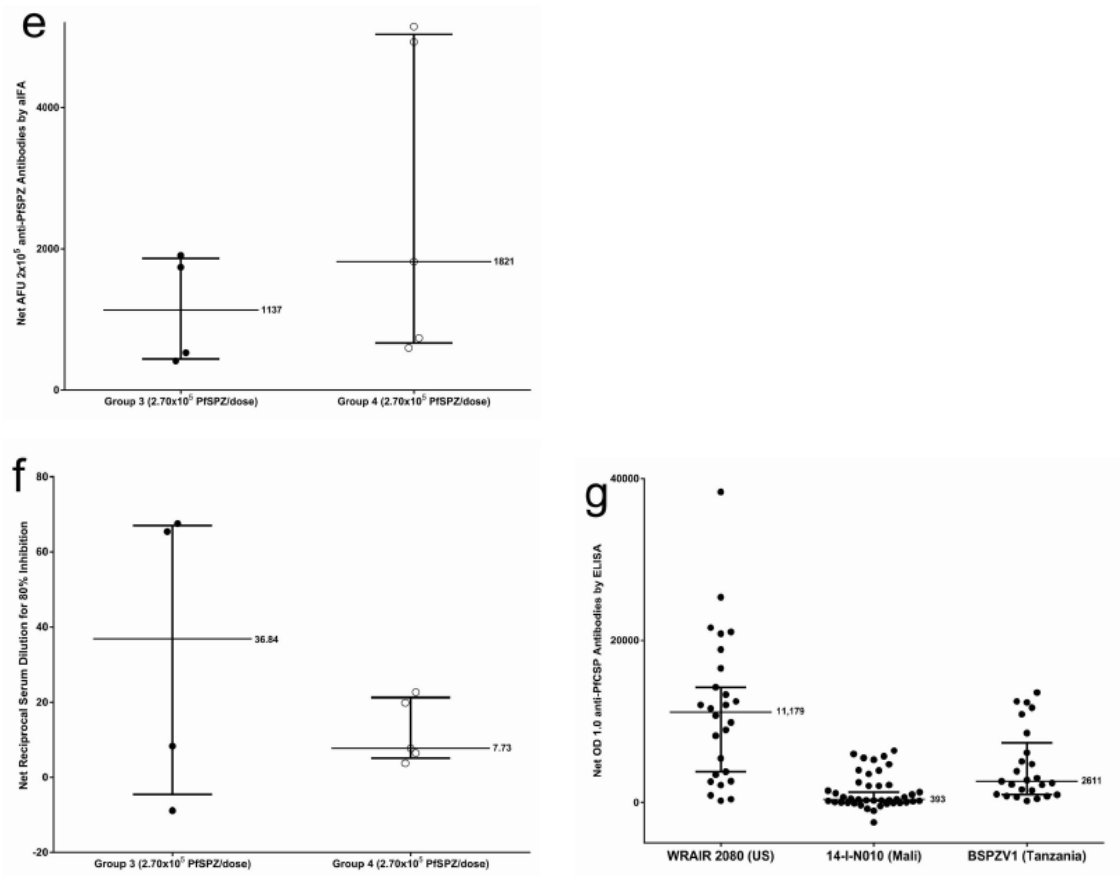 e
Net AFU 2x10⁵ anti-PfSPZ Antibodies by aIFA
4000
2000
0
1137
1821
Group 3 (2.70x10⁵ PfSPZ/dose)
Group 4 (2.70x10⁵ PfSPZ/dose)
f
Net Reciprocal Serum Dilution for 80% Inhibition
80
60
40
20
0
-20
36.84
7.73
Group 3 (2.70x10⁵ PfSPZ/dose)
Group 4 (2.70x10⁵ PfSPZ/dose)
g
Net OD 1.0 anti-PfCSP Antibodies by ELISA
40000
20000
0
11,179
393
2611
WRAIR 2080 (US)
14-I-N010 (Mali)
BSPZV1 (Tanzania)